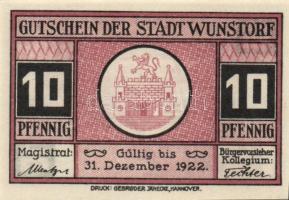 GUTSCHEIN DER STADT WUNSTORF
10 10
PFENNIG PFENNIG
Magistrat: Gültig bis Bürgervorsteher
31. Dezember 1922. Kollegium:
DRUCK: GEBRÜDER JÄNECKE, HANNOVER.